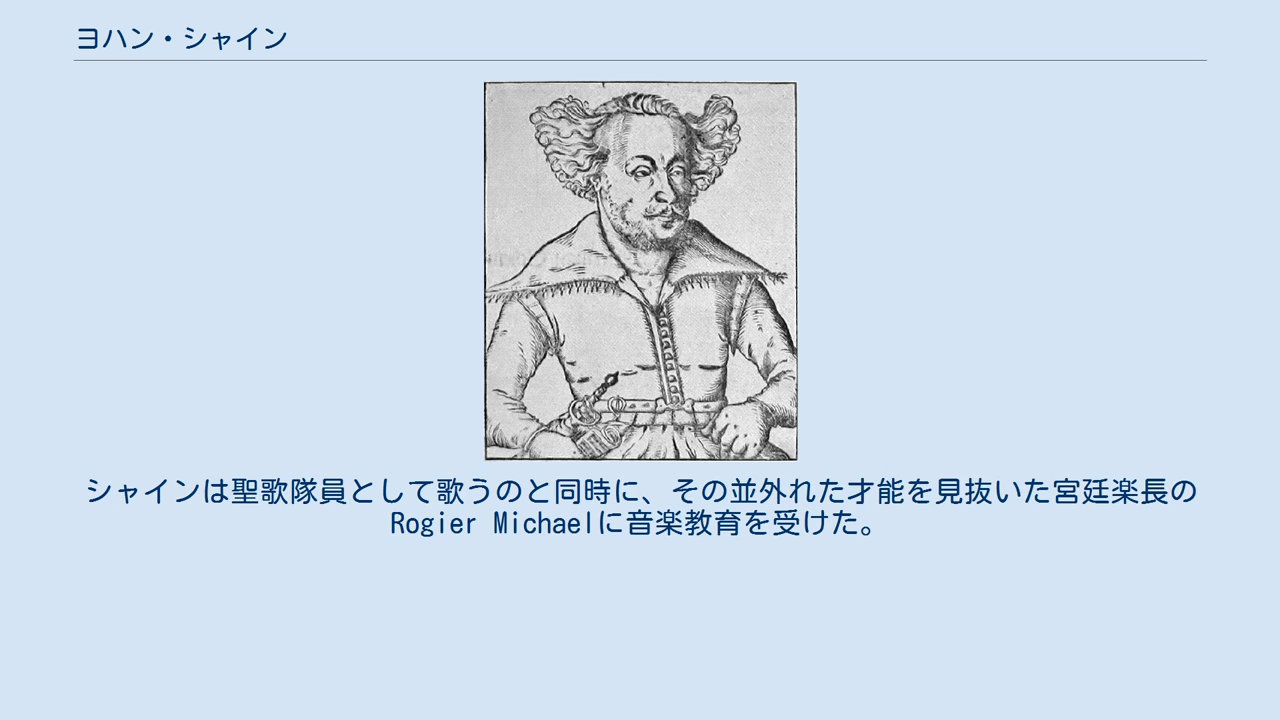 ヨハン・シャイン
シャインは聖歌隊員として歌うのと同時に、その並外れた才能を見抜いた宮廷楽長の
Rogier Michaelに音楽教育を受けた。